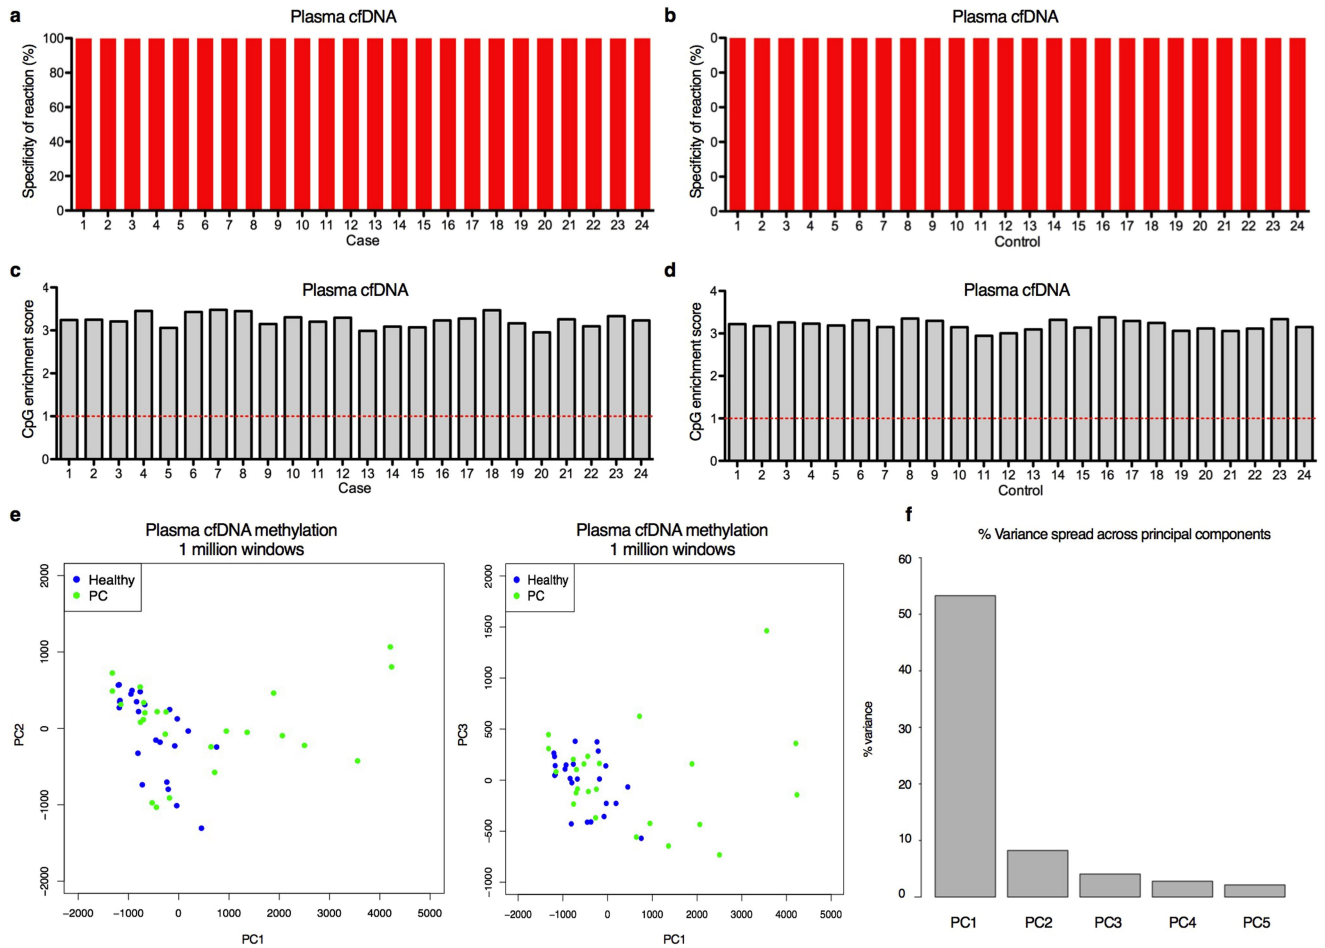 a
Plasma cfDNA
Specificity of reaction (%)
100
80
60
40
20
0
1 2 3 4 5 6 7 8 9 10 11 12 13 14 15 16 17 18 19 20 21 22 23 24
Case
b
Plasma cfDNA
Specificity of reaction (%)
0
0
0
0
0
0
1 2 3 4 5 6 7 8 9 10 11 12 13 14 15 16 17 18 19 20 21 22 23 24
Control
c
Plasma cfDNA
CpG enrichment score
4
3
2
1
0
1 2 3 4 5 6 7 8 9 10 11 12 13 14 15 16 17 18 19 20 21 22 23 24
Case
d
Plasma cfDNA
CpG enrichment score
4
3
2
1
0
1 2 3 4 5 6 7 8 9 10 11 12 13 14 15 16 17 18 19 20 21 22 23 24
Control
e
Plasma cfDNA methylation
1 million windows
Healthy
PC
PC2
2000
1000
0
−1000
−2000
−2000 −1000 0 1000 2000 3000 4000 5000
PC1
Plasma cfDNA methylation
1 million windows
Healthy
PC
PC3
2000
1500
1000
500
0
−500
−1000
−2000 −1000 0 1000 2000 3000 4000 5000
PC1
f
% Variance spread across principal components
% variance
60
50
40
30
20
10
0
PC1 PC2 PC3 PC4 PC5